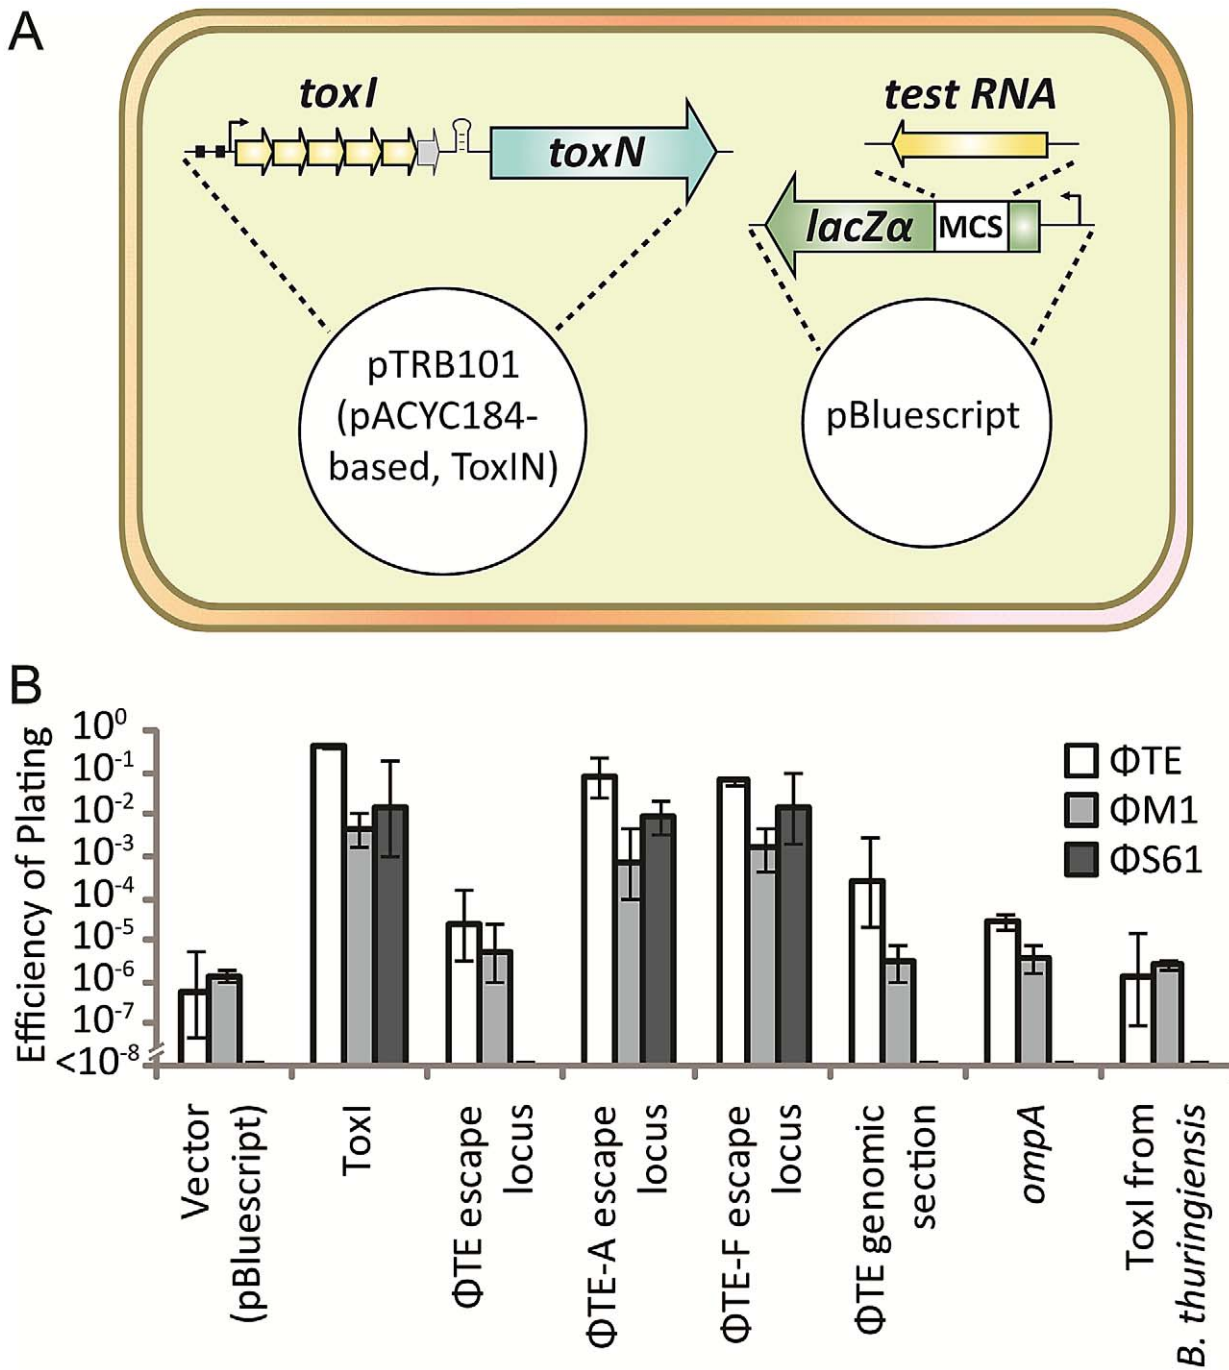 A
toxI
toxN
test RNA
lacZα
MCS
pTRB101
(pACYC184-
based, ToxIN)
pBluescript
B
Efficiency of Plating
10⁰
10⁻¹
10⁻²
10⁻³
10⁻⁴
10⁻⁵
10⁻⁶
10⁻⁷
<10⁻⁸
ΦTE
ΦM1
ΦS61
Vector
(pBluescript)
ToxI
ΦTE escape
locus
ΦTE-A escape
locus
ΦTE-F escape
locus
ΦTE genomic
section
ompA
ToxI from
B. thuringiensis